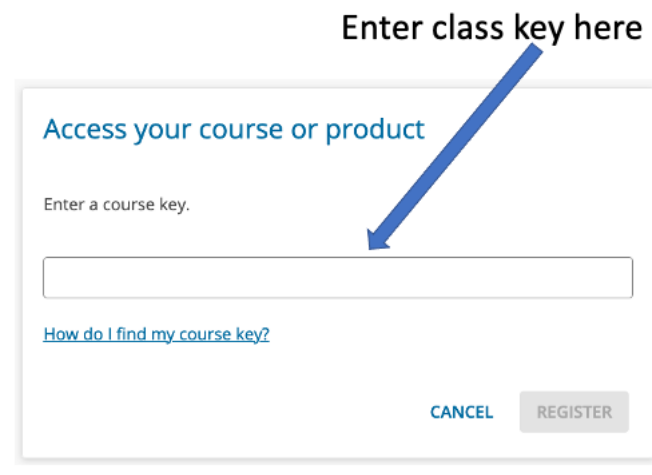 Enter class key here
Access your course or product
Enter a course key.
How do I find my course key?
CANCEL REGISTER